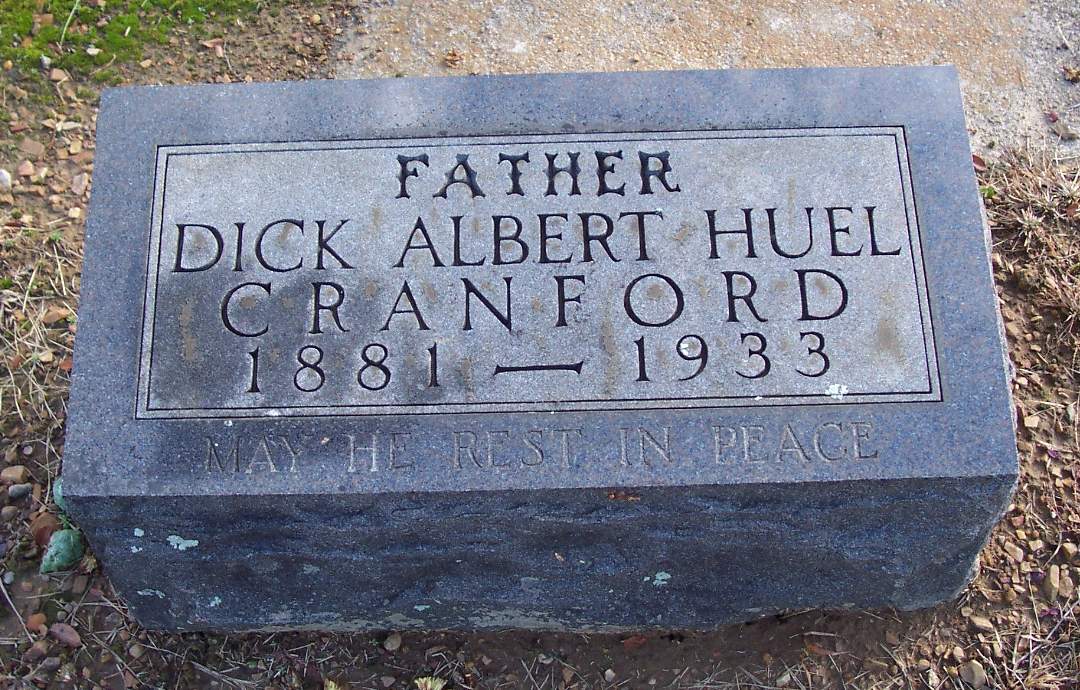 FATHER
DICK ALBERT HUEL
CRANFORD
1881 — 1933
MAY HE REST IN PEACE